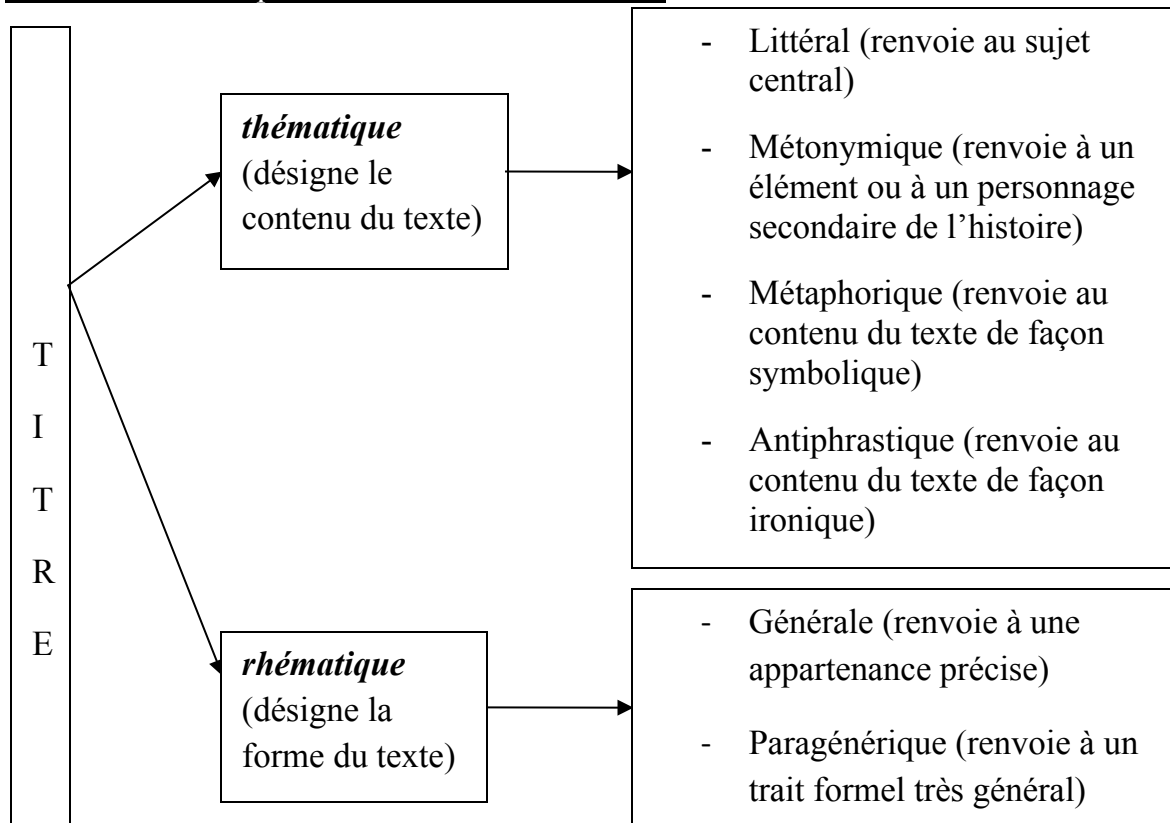 T
I
T
R
E
thématique
(désigne le
contenu du texte)
- Littéral (renvoie au sujet
central)
- Métonymique (renvoie à un
élément ou à un personnage
secondaire de l’histoire)
- Métaphorique (renvoie au
contenu du texte de façon
symbolique)
- Antiphrastique (renvoie au
contenu du texte de façon
ironique)
rhématique
(désigne la
forme du texte)
- Générale (renvoie à une
appartenance précise)
- Paragénérique (renvoie à un
trait formel très général)